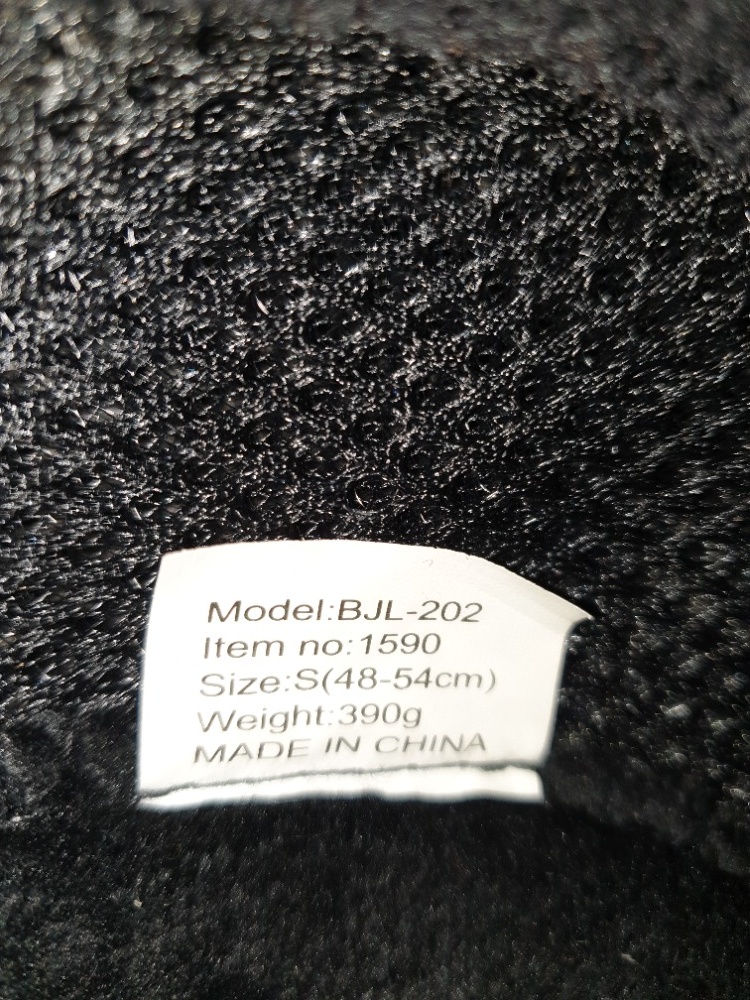 Model:BJL-202
Item no:1590
Size:S(48-54cm)
Weight:390g
MADE IN CHINA